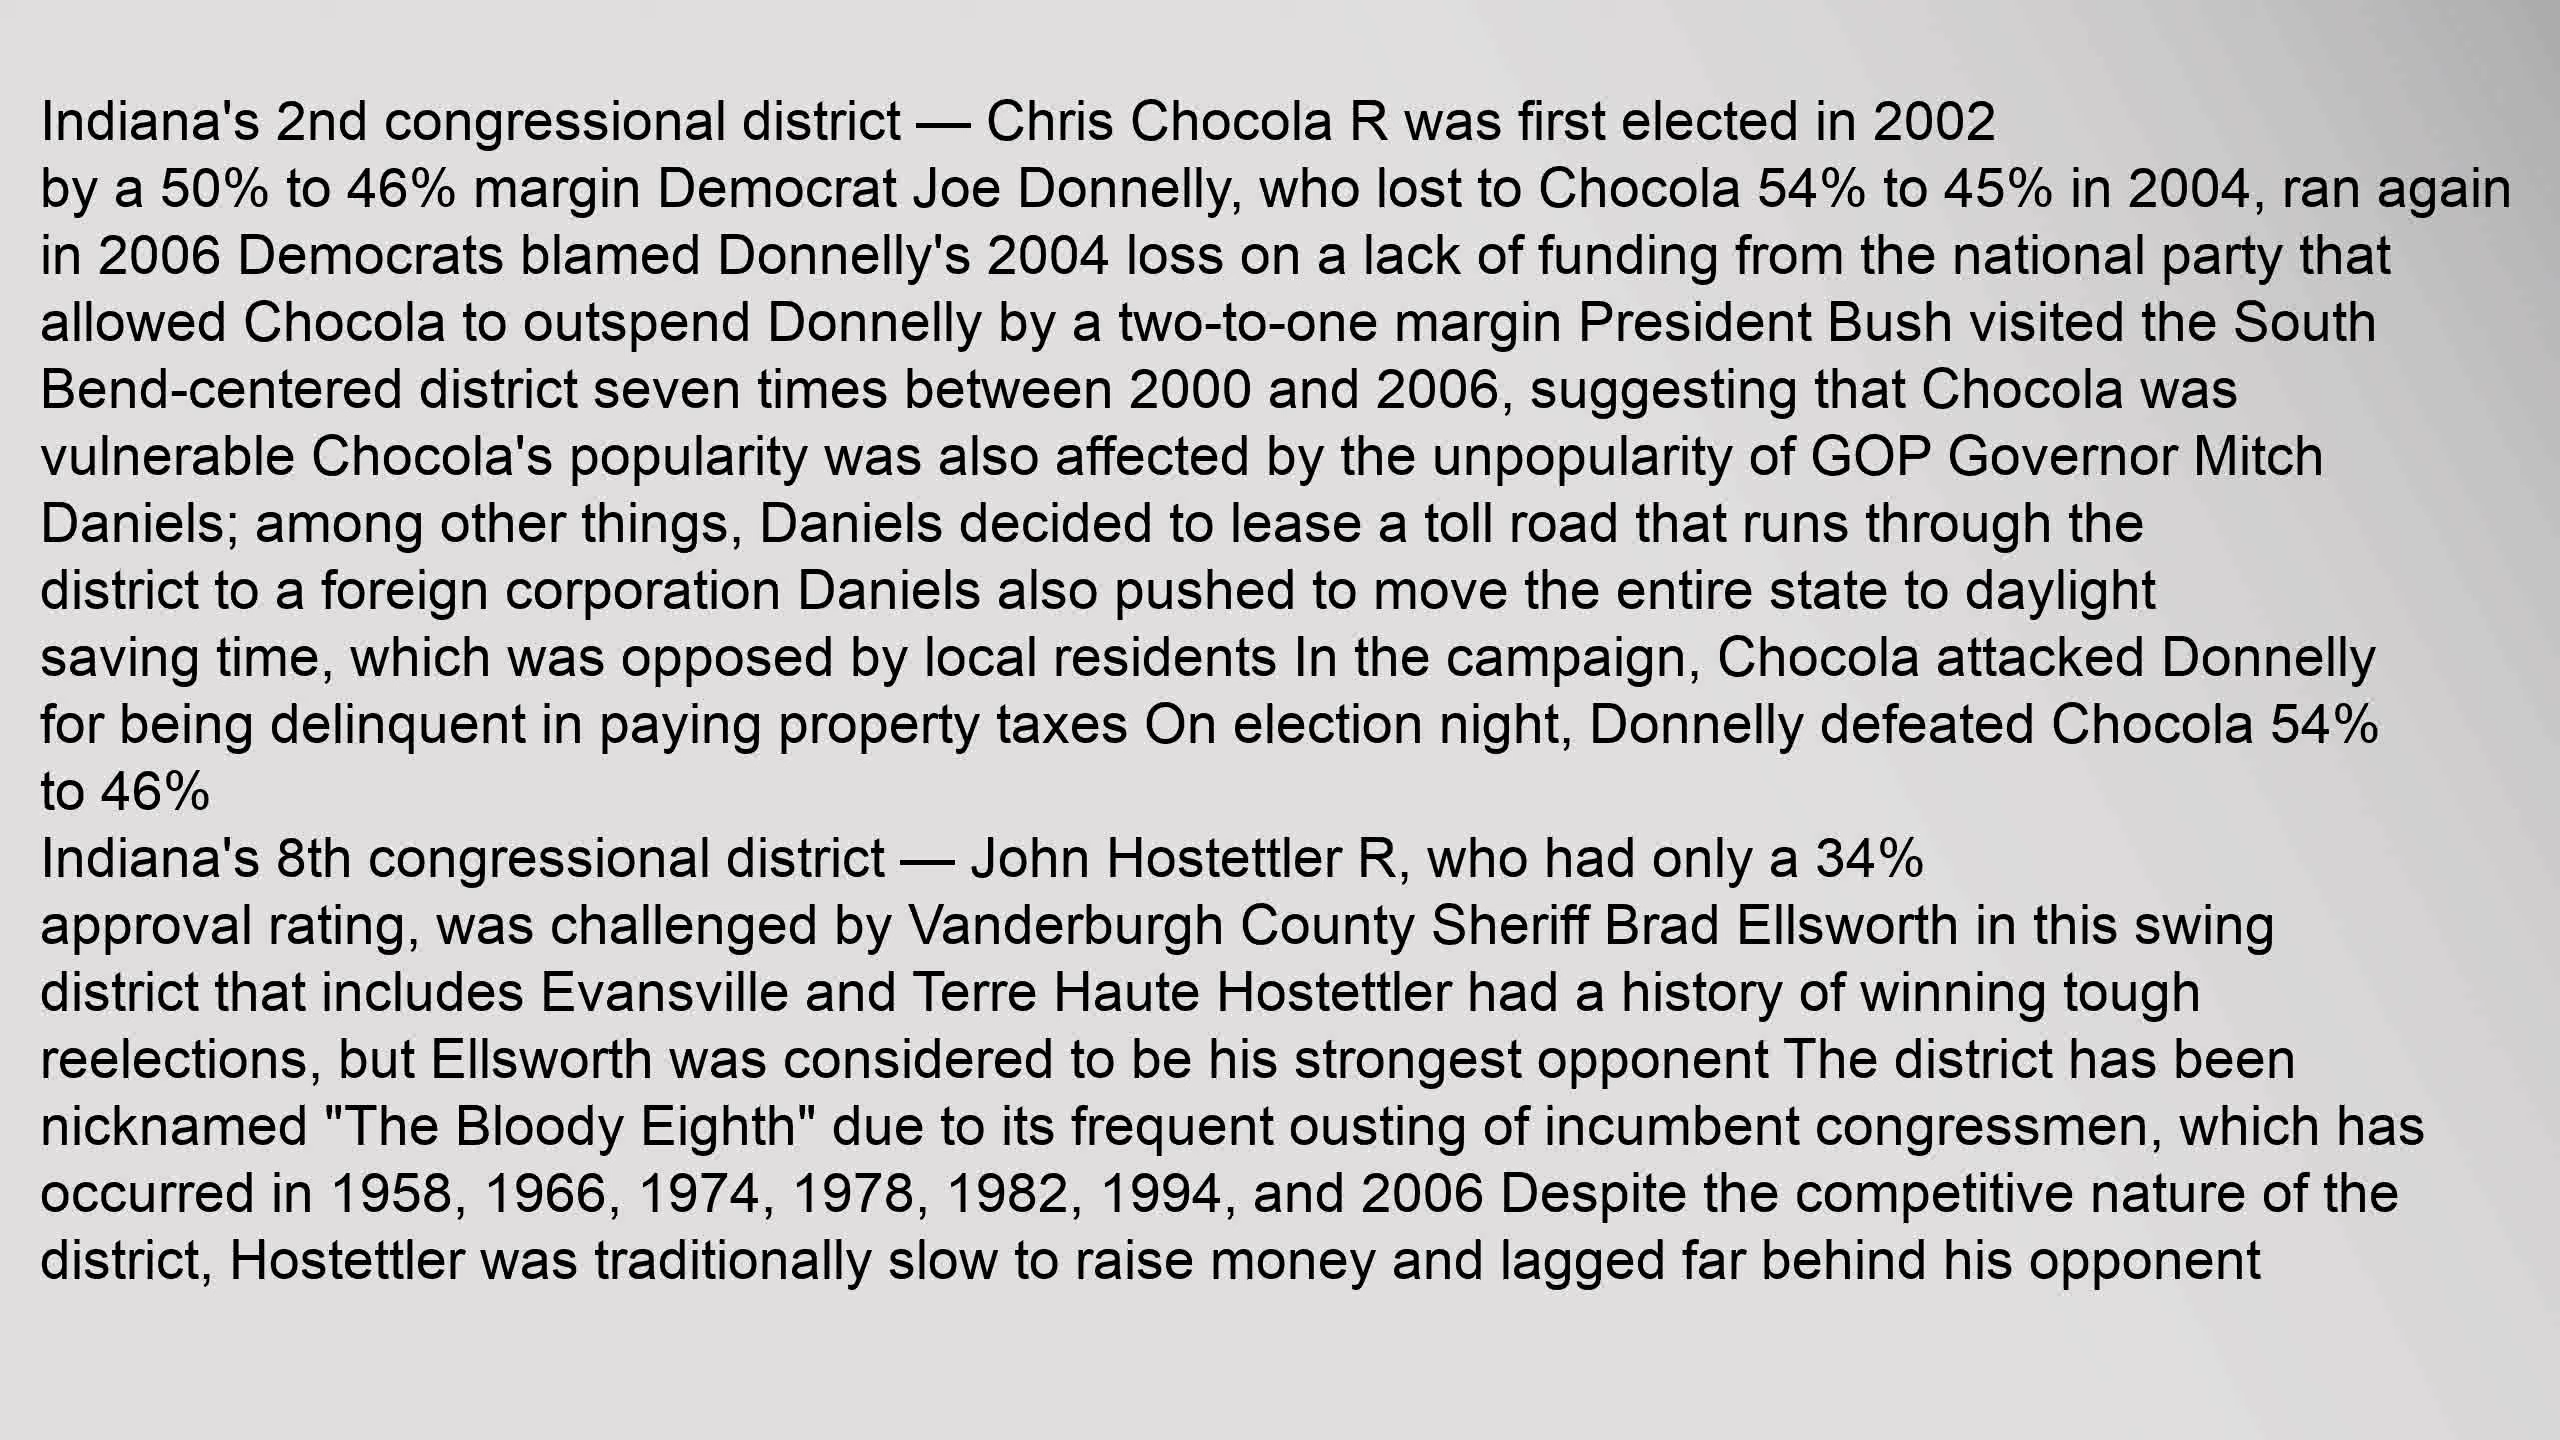 Indiana's 2nd congressional district — Chris Chocola R was first elected in 2002
by a 50% to 46% margin Democrat Joe Donnelly, who lost to Chocola 54% to 45% in 2004, ran again
in 2006 Democrats blamed Donnelly's 2004 loss on a lack of funding from the national party that
allowed Chocola to outspend Donnelly by a two-to-one margin President Bush visited the South
Bend-centered district seven times between 2000 and 2006, suggesting that Chocola was
vulnerable Chocola's popularity was also affected by the unpopularity of GOP Governor Mitch
Daniels; among other things, Daniels decided to lease a toll road that runs through the
district to a foreign corporation Daniels also pushed to move the entire state to daylight
saving time, which was opposed by local residents In the campaign, Chocola attacked Donnelly
for being delinquent in paying property taxes On election night, Donnelly defeated Chocola 54%
to 46%
Indiana's 8th congressional district — John Hostettler R, who had only a 34%
approval rating, was challenged by Vanderburgh County Sheriff Brad Ellsworth in this swing
district that includes Evansville and Terre Haute Hostettler had a history of winning tough
reelections, but Ellsworth was considered to be his strongest opponent The district has been
nicknamed "The Bloody Eighth" due to its frequent ousting of incumbent congressmen, which has
occurred in 1958, 1966, 1974, 1978, 1982, 1994, and 2006 Despite the competitive nature of the
district, Hostettler was traditionally slow to raise money and lagged far behind his opponent